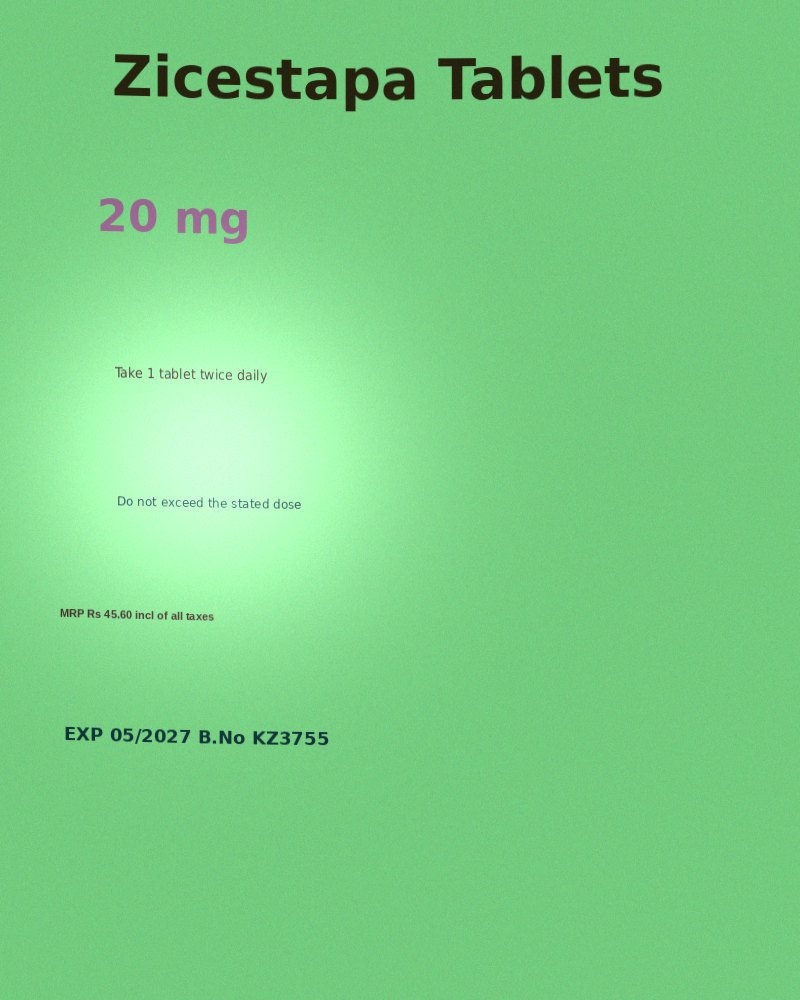 Zicestapa Tablets
20 mg
Take 1 tablet twice daily
Do not exceed the stated dose
MRP Rs 45.60 incl of all taxes
EXP 05/2027 B.No KZ3755